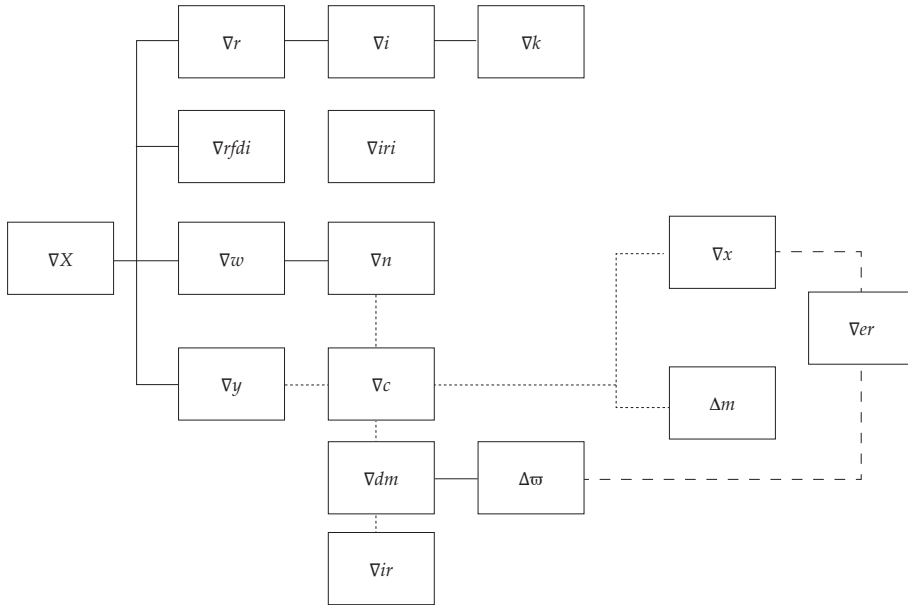 ∇r
∇i
∇k
∇rfdi
∇iri
∇X
∇w
∇n
∇x
∇er
∇y
∇c
Δm
∇dm
Δϖ
∇ir